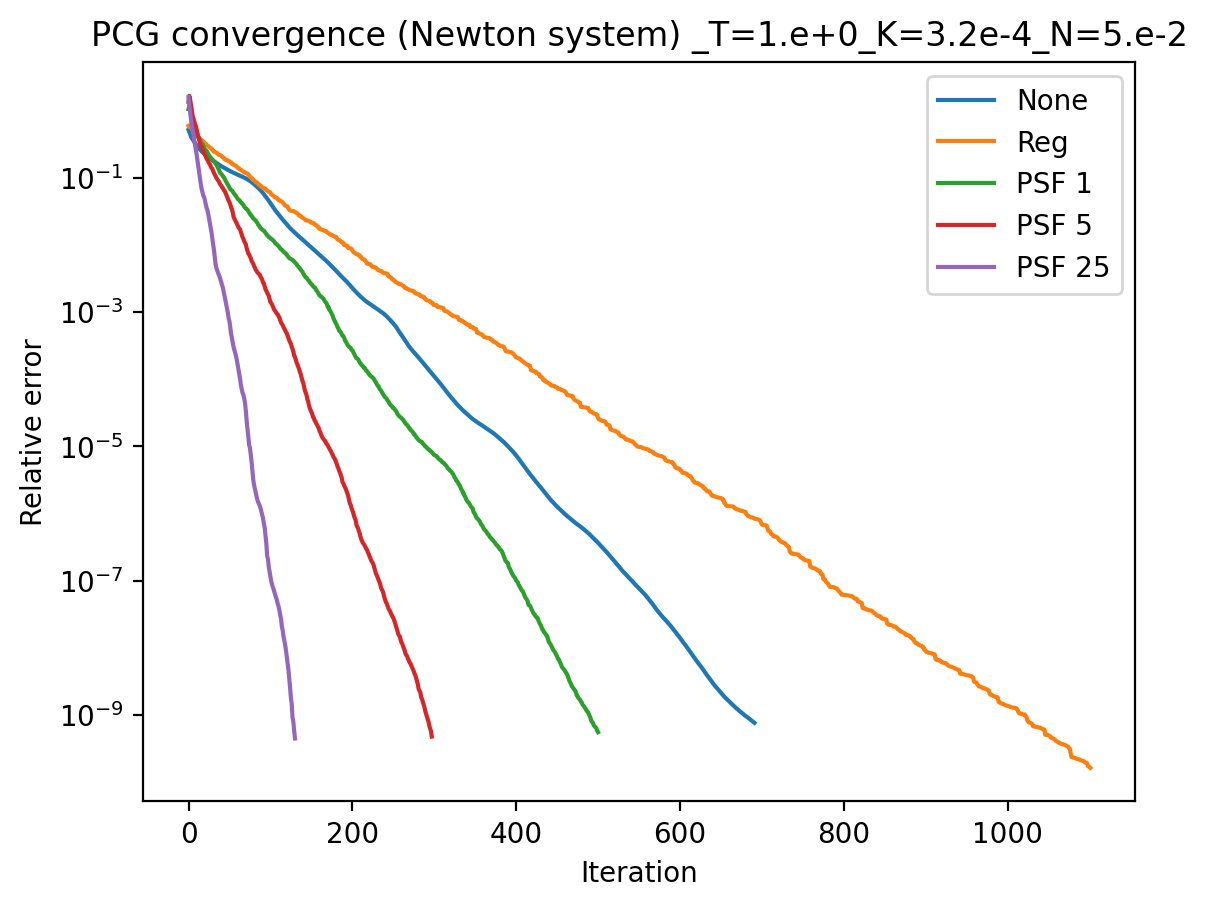 PCG convergence (Newton system) _T=1.e+0_K=3.2e-4_N=5.e-2
None
Reg
PSF 1
PSF 5
PSF 25
10⁻¹
10⁻³
10⁻⁵
10⁻⁷
10⁻⁹
Relative error
0 200 400 600 800 1000
Iteration